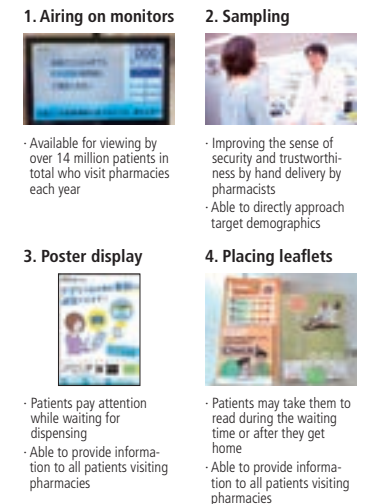 1. Airing on monitors
· Available for viewing by
over 14 million patients in
total who visit pharmacies
each year
2. Sampling
· Improving the sense of
security and trustworthi-
ness by hand delivery by
pharmacists
· Able to directly approach
target demographics
3. Poster display
· Patients pay attention
while waiting for
dispensing
· Able to provide informa-
tion to all patients visiting
pharmacies
4. Placing leaflets
· Patients may take them to
read during the waiting
time or after they get
home
· Able to provide informa-
tion to all patients visiting
pharmacies